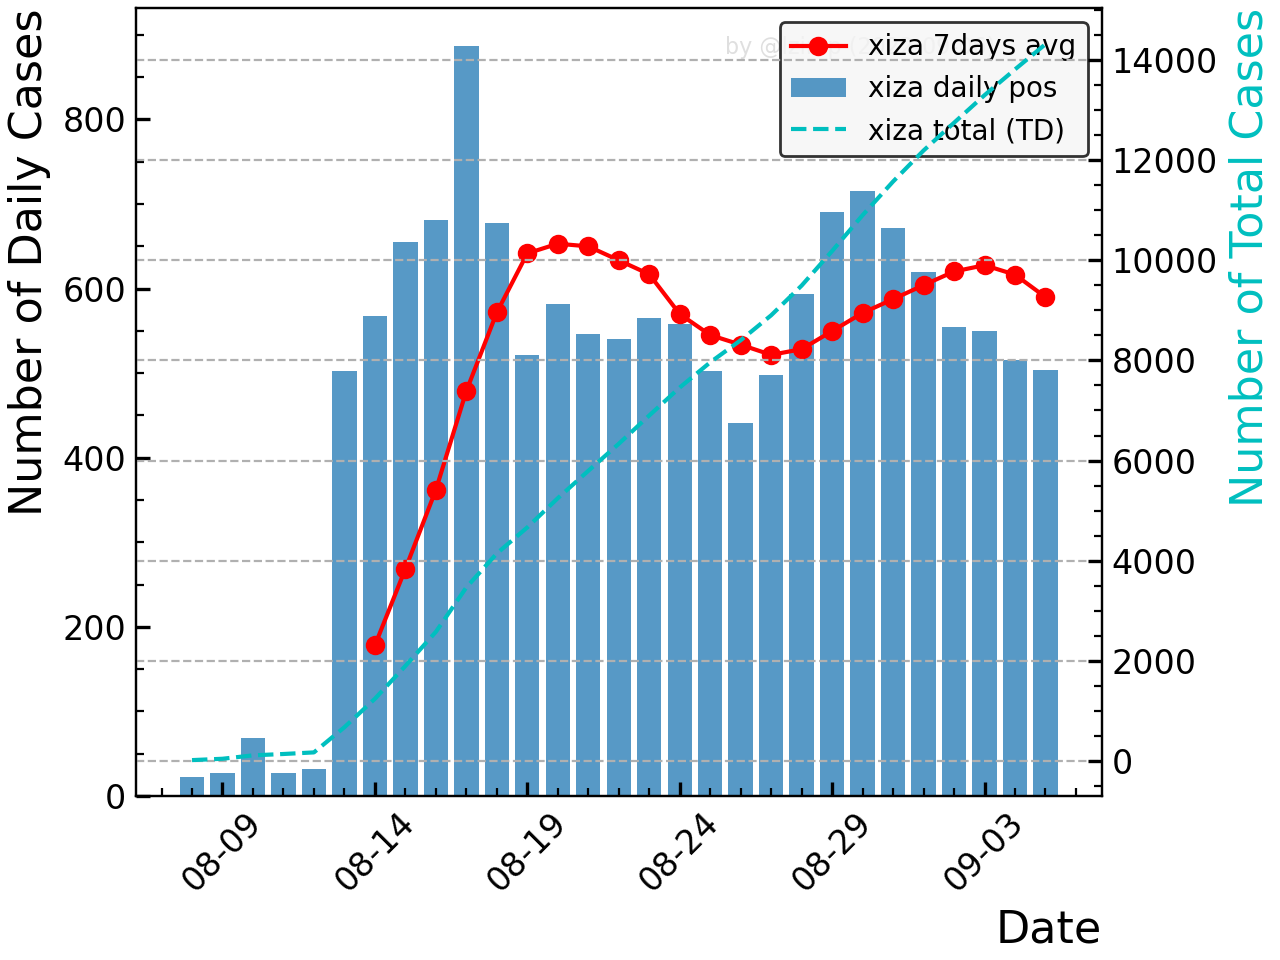 Number of Daily Cases
800
600
400
200
0
by @
xiza 7days avg
xiza daily pos
xiza total (TD)
14000
12000
10000
8000
6000
4000
2000
0
Number of Total Cases
08-09
08-14
08-19
08-24
08-29
09-03
Date